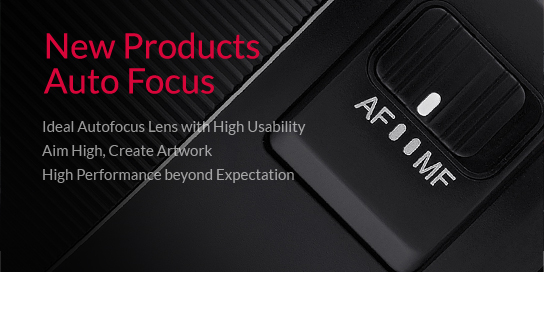 New Products
Auto Focus
Ideal Autofocus Lens with High Usability
Aim High, Create Artwork
High Performance beyond Expectation
AF MF